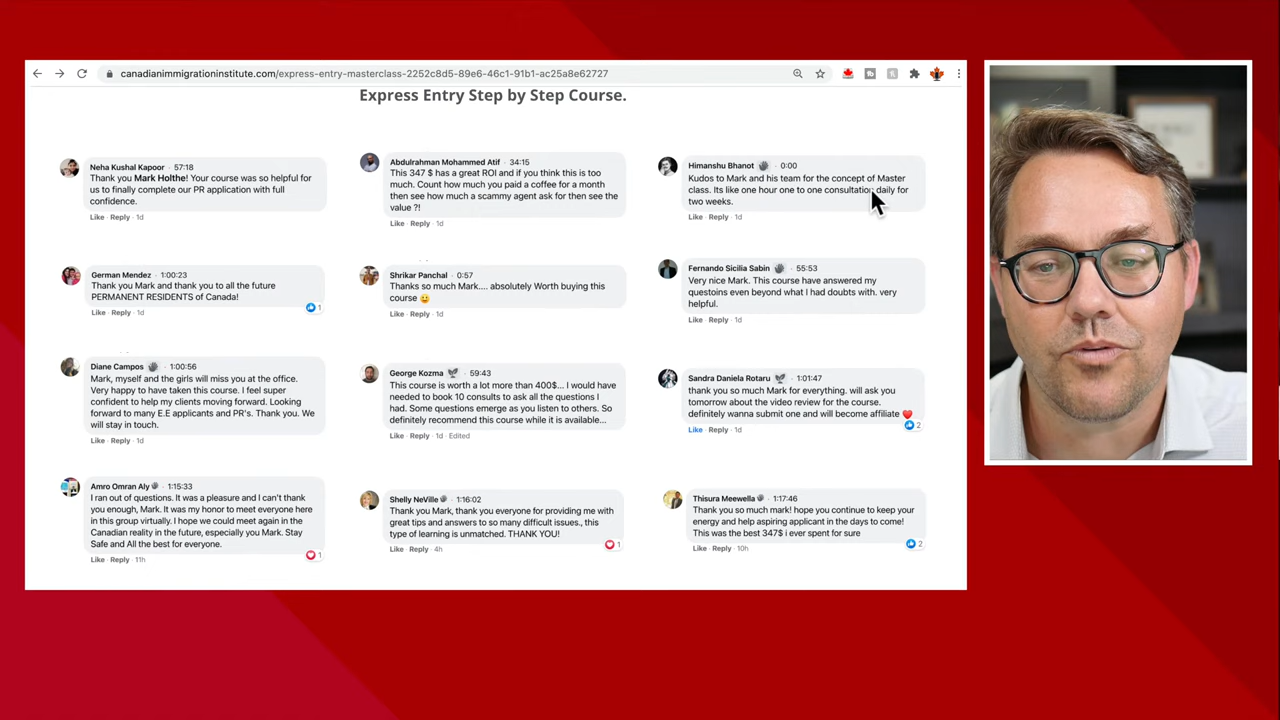 canadianimmigrationinstitute.com/express-entry-masterclass-2252c8d5-89e6-46c1-91b1-ac25a8e62727
Express Entry Step by Step Course.
Neha Kushal Kapoor · 57:18
Thank you Mark Holthe! Your course was so helpful for
us to finally complete our PR application with full
confidence.
Like · Reply · 1d
Abdulrahman Mohammed Atif · 34:15
This 347 $ has a great ROI and if you think this is too
much. Count how much you paid a coffee for a month
then see how much a scammy agent ask for then see the
value ?!
Like · Reply · 1d
Himanshu Bhanot · 0:00
Kudos to Mark and his team for the concept of Master
class. Its like one hour one to one consultation daily for
two weeks.
Like · Reply · 1d
German Mendez · 1:00:23
Thank you Mark and thank you to all the future
PERMANENT RESIDENTS of Canada!
Like · Reply · 1d
1
Shrikar Panchal · 0:57
Thanks so much Mark.... absolutely Worth buying this
course 😀
Like · Reply · 1d
Fernando Sicilia Sabin · 55:53
Very nice Mark. This course have answered my
questoins even beyond what I had doubts with. very
helpful.
Like · Reply · 1d
Diane Campos · 1:00:56
Mark, myself and the girls will miss you at the office.
Very happy to have taken this course. I feel super
confident to help my clients moving forward. Looking
forward to many E.E applicants and PR's. Thank you. We
will stay in touch.
Like · Reply · 1d
George Kozma · 59:43
This course is worth a lot more than 400$... I would have
needed to book 10 consults to ask all the questions I
had. Some questions emerge as you listen to others. So
definitely recommend this course while it is available...
Like · Reply · 1d · Edited
Sandra Daniela Rotaru · 1:01:47
thank you so much Mark for everything. will ask you
tomorrow about the video review for the course.
definitely wanna submit one and will become affiliate ❤️
Like · Reply · 1d
2
Amro Omran Aly · 1:15:33
I ran out of questions. It was a pleasure and I can't thank
you enough, Mark. It was my honor to meet everyone here
in this group virtually. I hope we could meet again in the
Canadian reality in the future, especially you Mark. Stay
Safe and All the best for everyone.
Like · Reply · 11h
1
Shelly NeVille · 1:16:02
Thank you Mark, thank you everyone for providing me with
great tips and answers to so many difficult issues., this
type of learning is unmatched. THANK YOU!
Like · Reply · 4h
1
Thisura Meewella · 1:17:46
Thank you so much mark! hope you continue to keep your
energy and help aspiring applicant in the days to come!
This was the best 347$ i ever spent for sure
Like · Reply · 10h
2